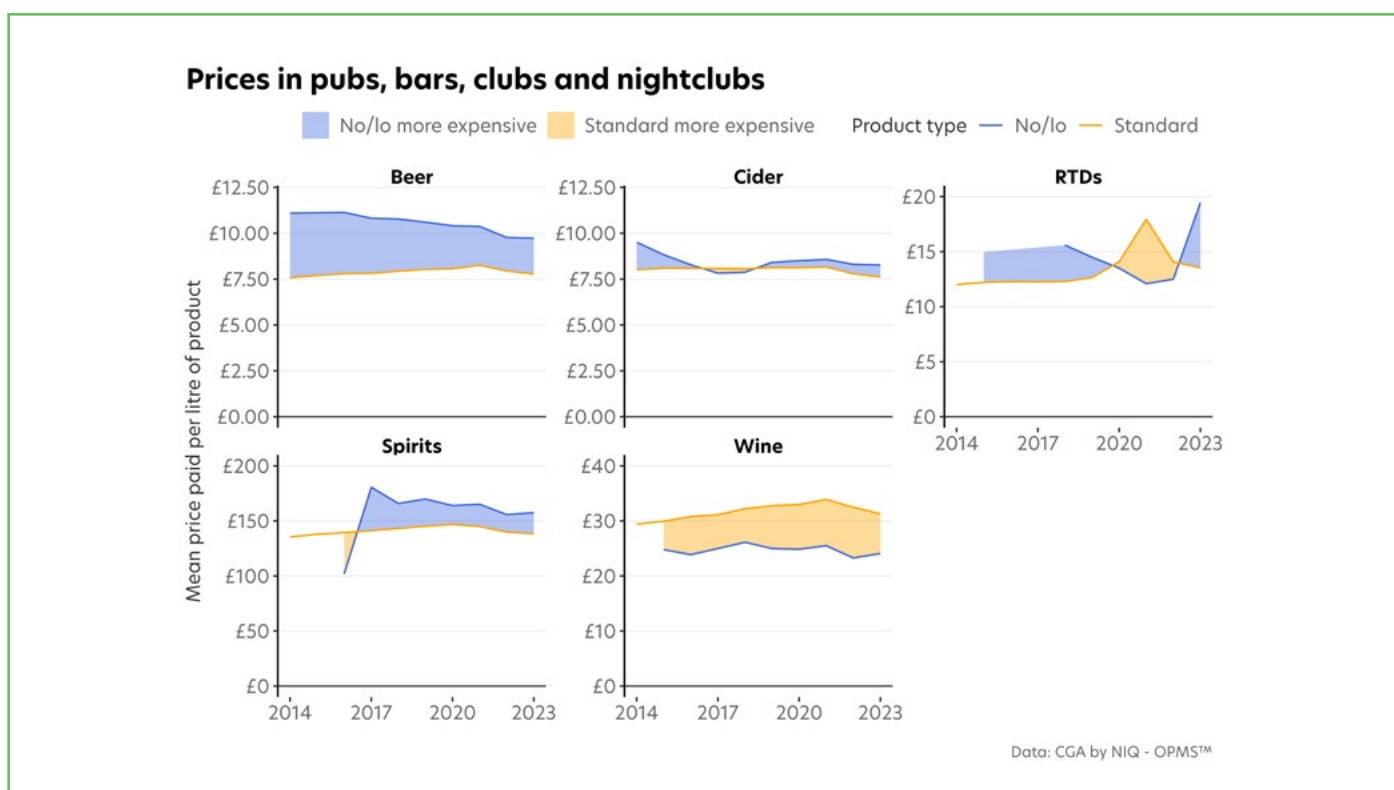 Prices in pubs, bars, clubs and nightclubs
No/lo more expensive Standard more expensive Product type No/lo Standard
Mean price paid per litre of product
Beer
£12.50
£10.00
£7.50
£5.00
£2.50
£0.00
Cider
£12.50
£10.00
£7.50
£5.00
£2.50
£0.00
RTDs
£20
£15
£10
£5
£0
2014 2017 2020 2023
Spirits
£200
£150
£100
£50
£0
2014 2017 2020 2023
Wine
£40
£30
£20
£10
£0
2014 2017 2020 2023
Data: CGA by NIQ - OPMS™